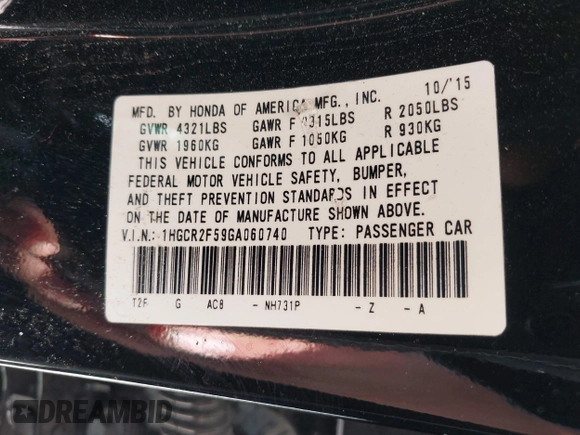 MFD. BY HONDA OF AMERICA MFG., INC. 10/'15
GVWR 4321LBS GAWR F 2315LBS R 2050LBS
GVWR 1960KG GAWR F 1050KG R 930KG
THIS VEHICLE CONFORMS TO ALL APPLICABLE
FEDERAL MOTOR VEHICLE SAFETY, BUMPER,
AND THEFT PREVENTION STANDARDS IN EFFECT
ON THE DATE OF MANUFACTURE SHOWN ABOVE.
V.I.N.: 1HGCR2F59GA060740 TYPE: PASSENGER CAR
T2F G AC8 - NH731P - Z - A
DREAMBID